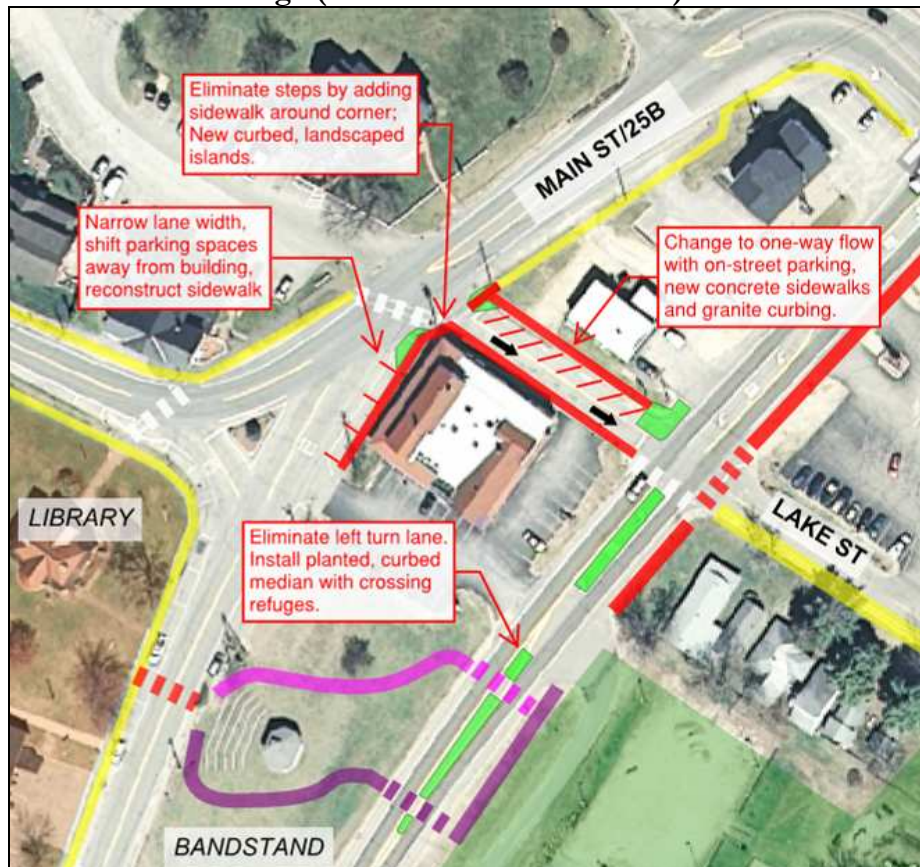 Eliminate steps by adding
sidewalk around corner;
New curbed, landscaped
islands.
MAIN ST/25B
Narrow lane width,
shift parking spaces
away from building,
reconstruct sidewalk
Change to one-way flow
with on-street parking,
new concrete sidewalks
and granite curbing.
LIBRARY
Eliminate left turn lane.
Install planted, curbed
median with crossing
refuges.
LAKE ST
BANDSTAND